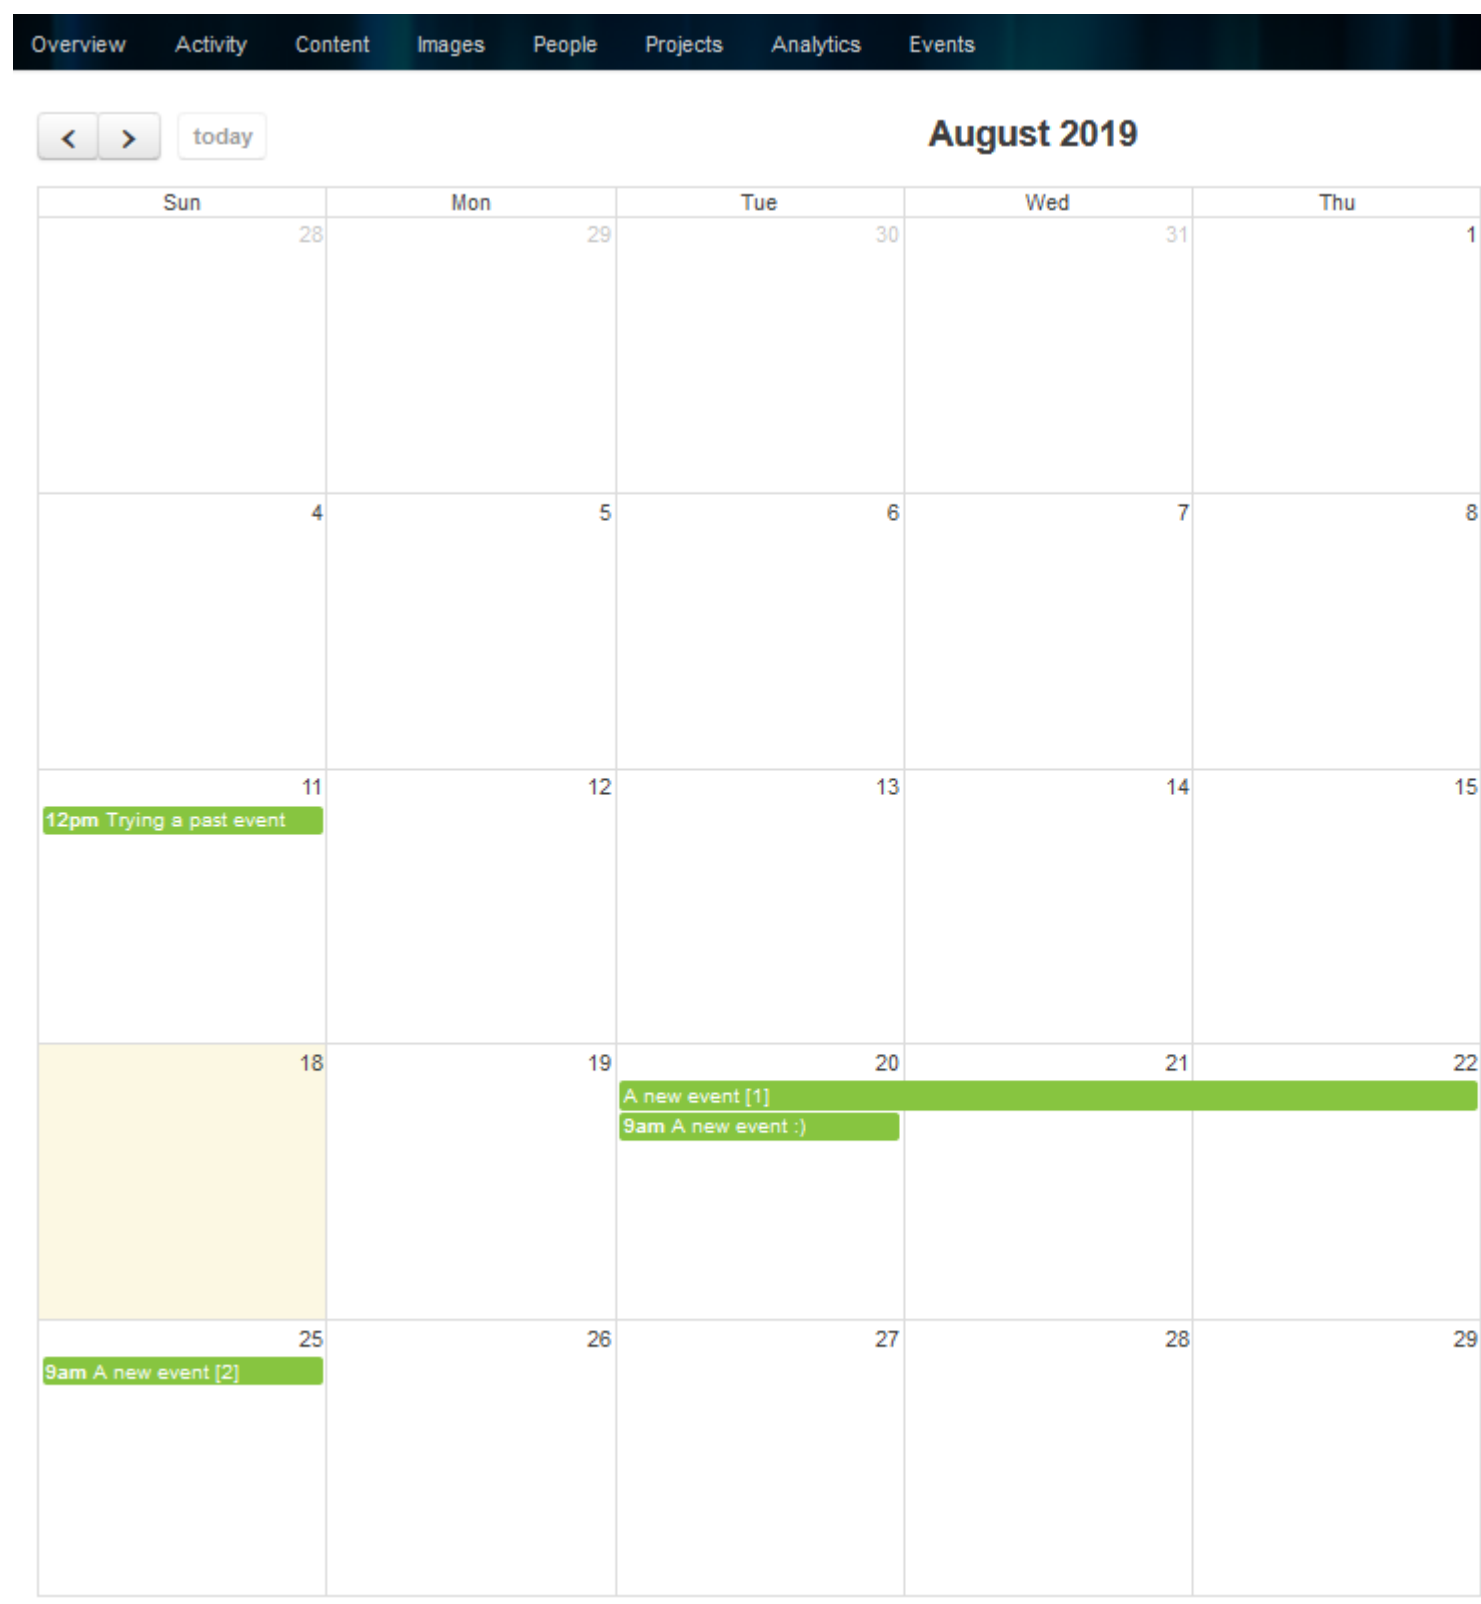 Overview Activity Content Images People Projects Analytics Events
< > today August 2019
Sun Mon Tue Wed Thu
28 29 30 31 1
4 5 6 7 8
11 12 13 14 15
12pm Trying a past event
18 19 20 21 22
A new event [1]
9am A new event :)
25 26 27 28 29
9am A new event [2]